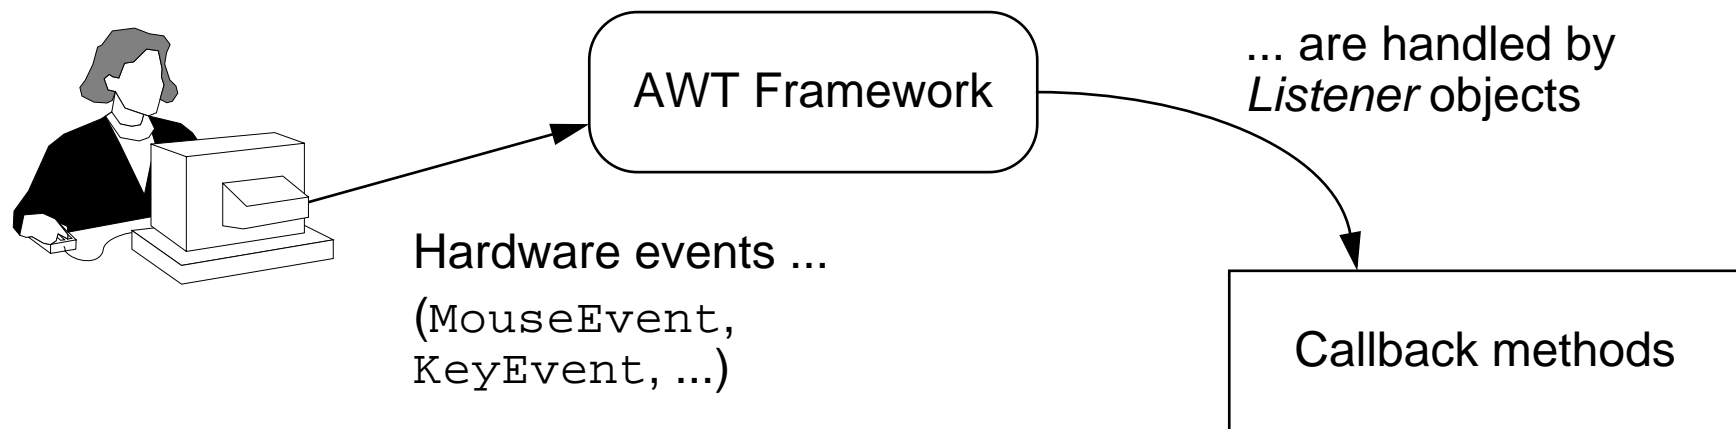 AWT Framework
... are handled by
Listener objects
Hardware events ...
(MouseEvent,
KeyEvent, ...)
Callback methods